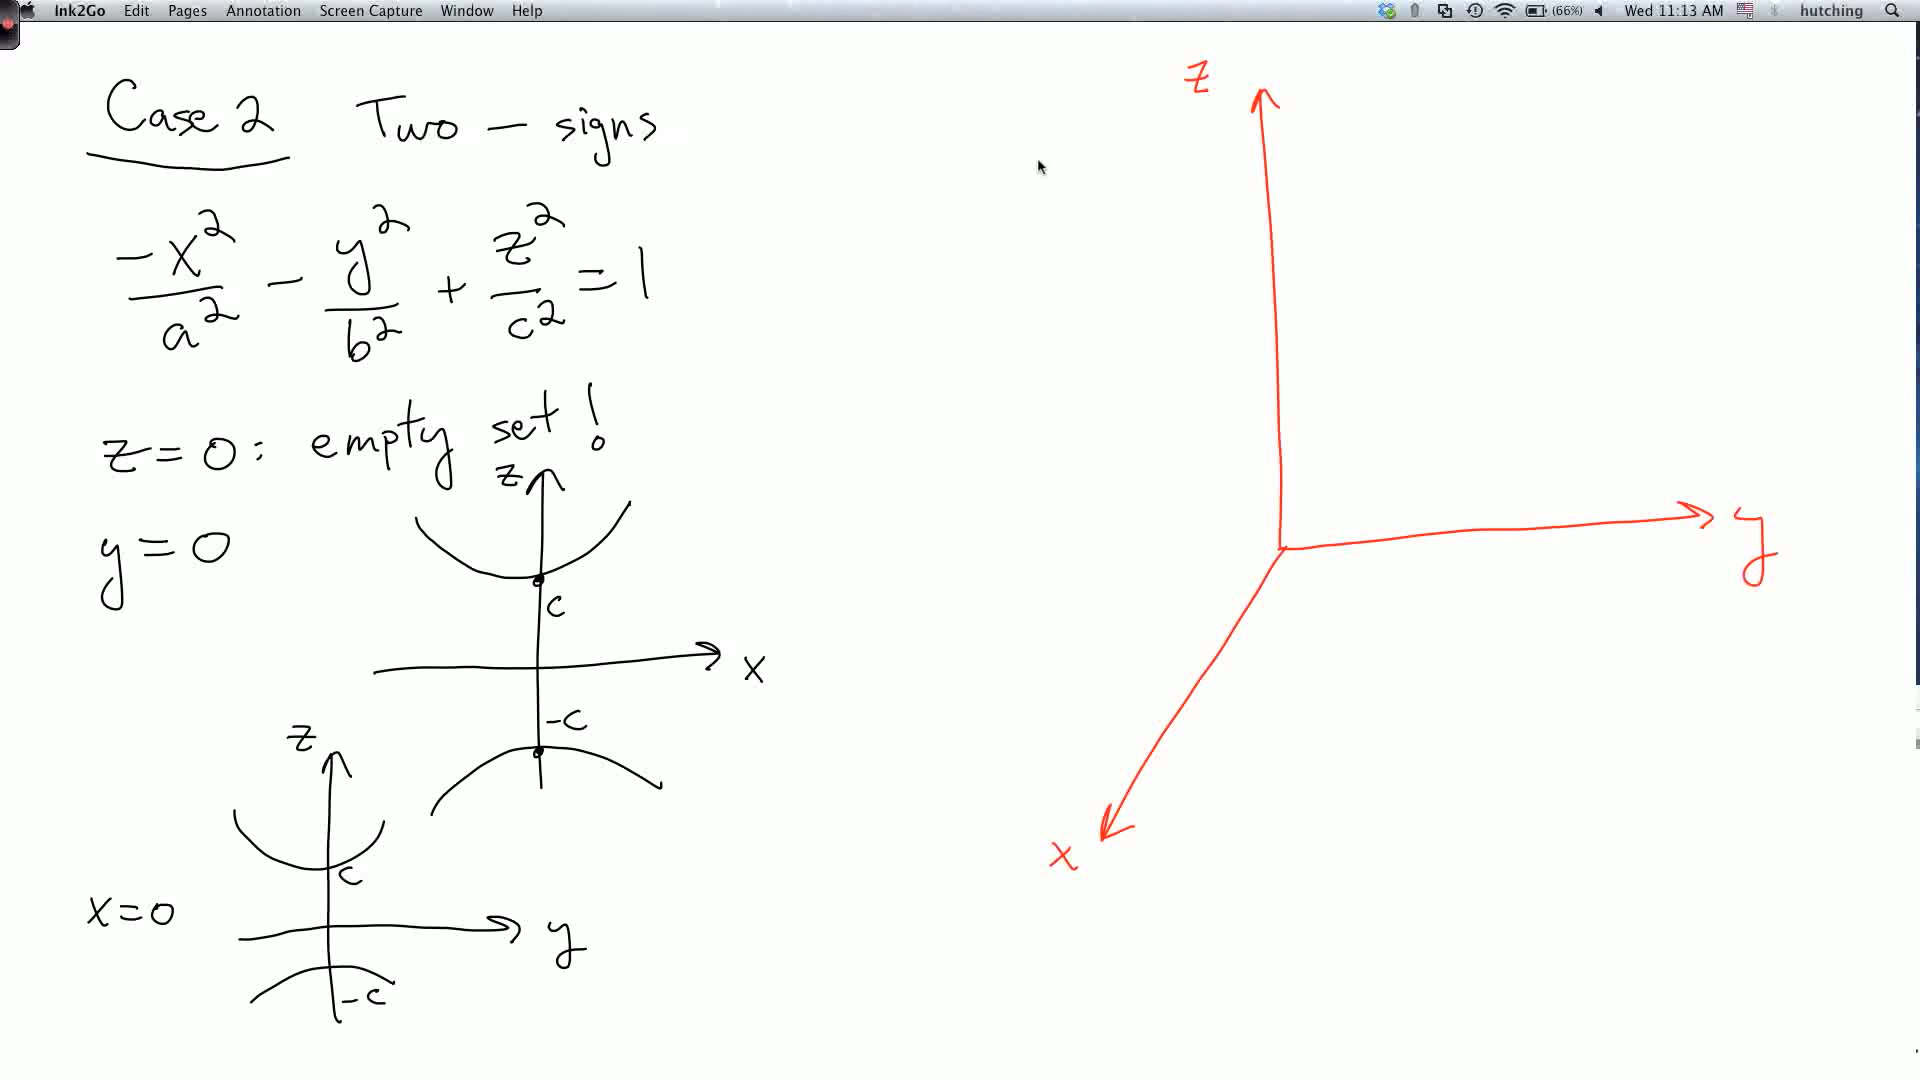 Ink2Go Edit Pages Annotation Screen Capture Window Help (66%) Wed 11:13 AM hutching
Case 2 Two − signs
-x²/a² - y²/b² + z²/c² = 1
z=0: empty set!
y=0
z
c
x
-c
x=0
z
c
y
-c
z
y
x